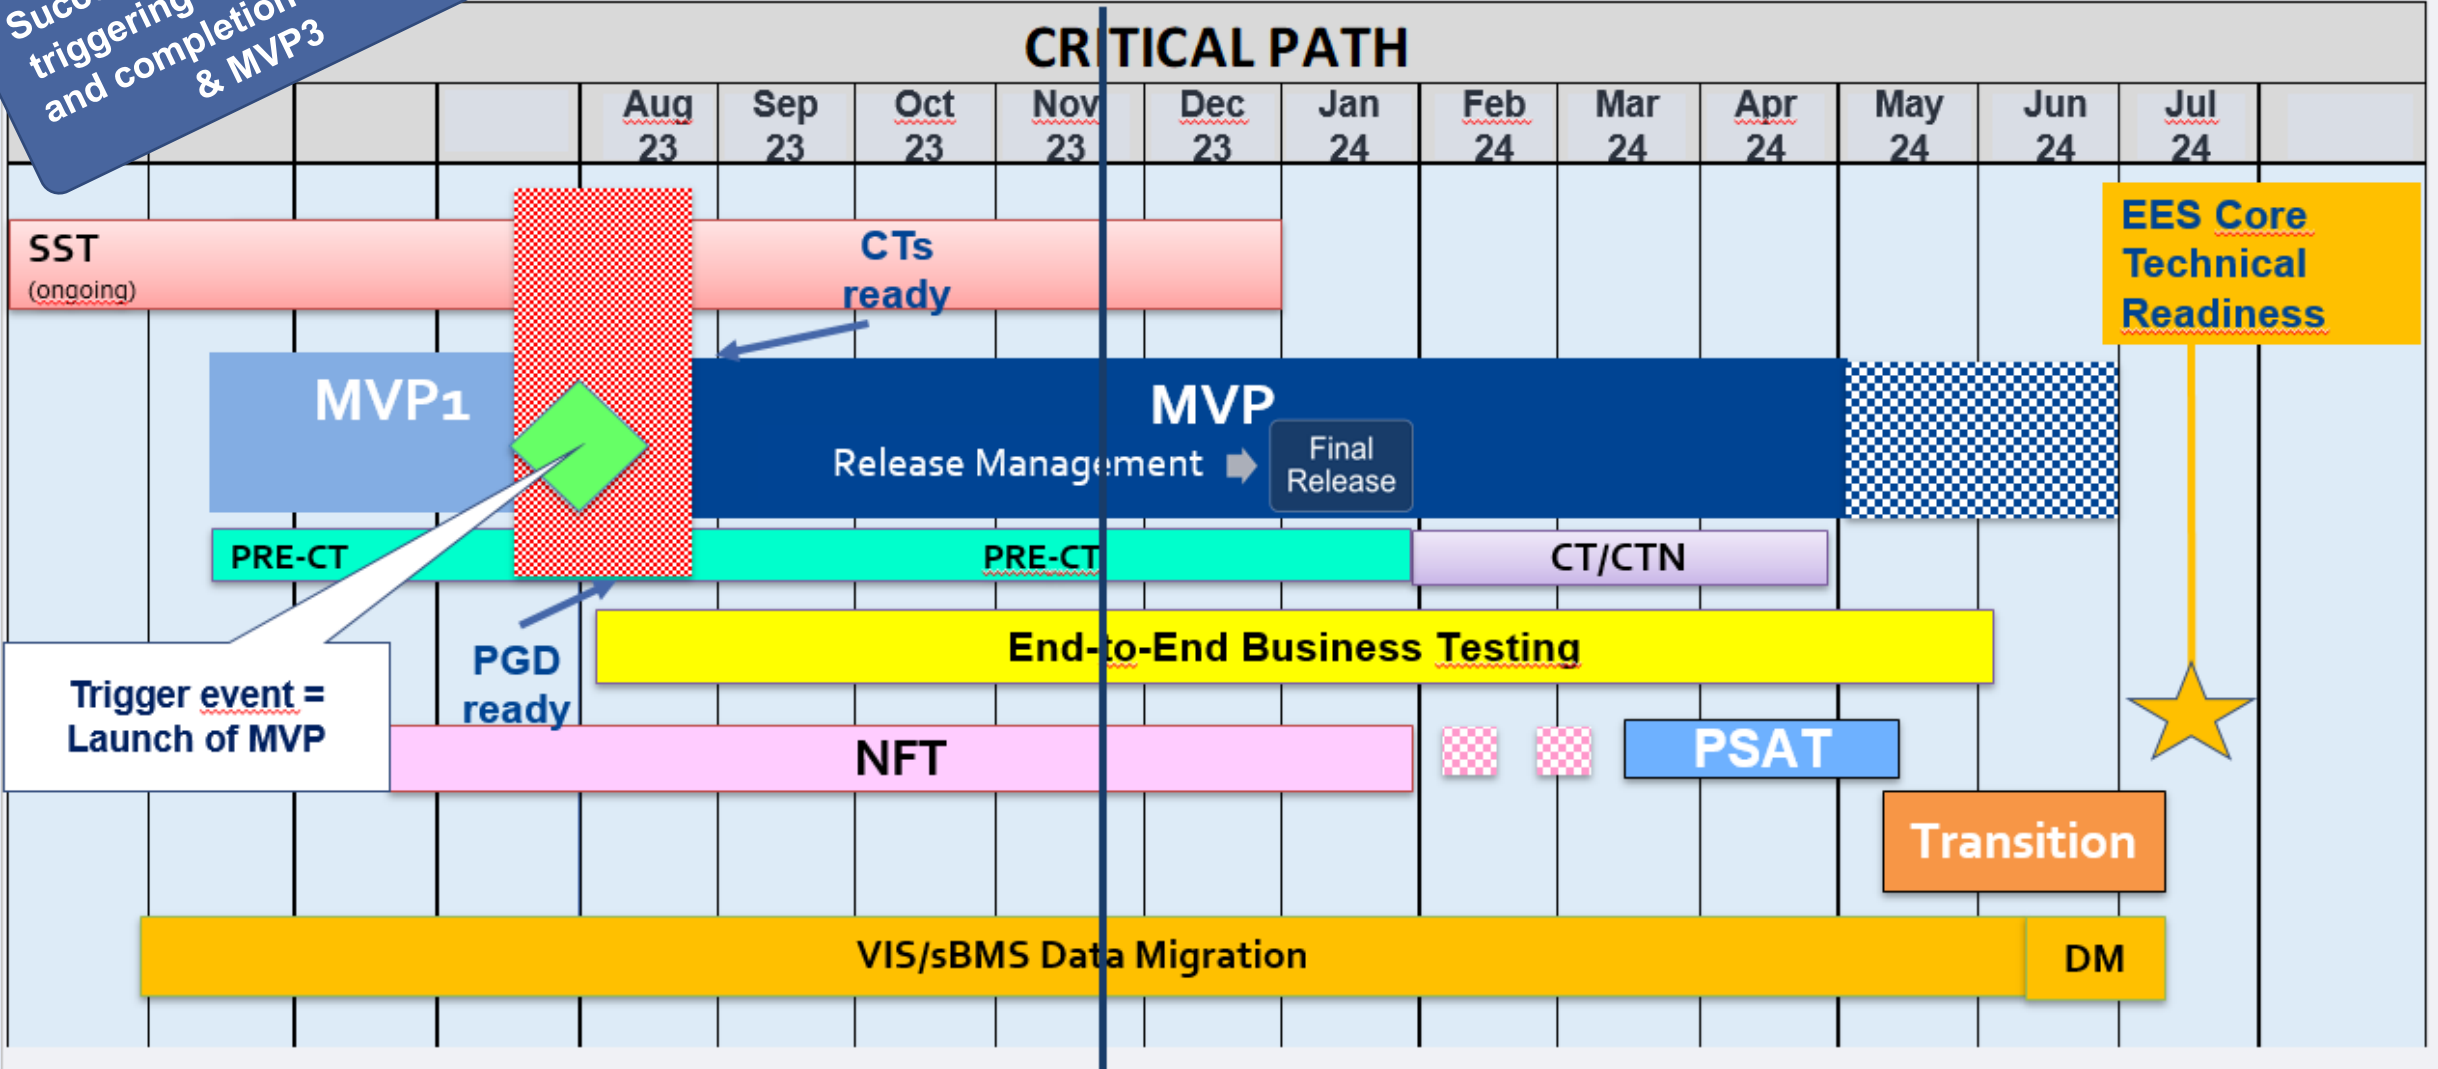 triggering
and completion
& MVP3
CRITICAL PATH
Aug 23
Sep 23
Oct 23
Nov 23
Dec 23
Jan 24
Feb 24
Mar 24
Apr 24
May 24
Jun 24
Jul 24
SST
(ongoing)
CTs
ready
EES Core
Technical
Readiness
MVP1
MVP
Release Management
Final
Release
PRE-CT
PRE-CT
CT/CTN
End-to-End Business Testing
PGD
ready
Trigger event =
Launch of MVP
NFT
PSAT
Transition
VIS/sBMS Data Migration
DM